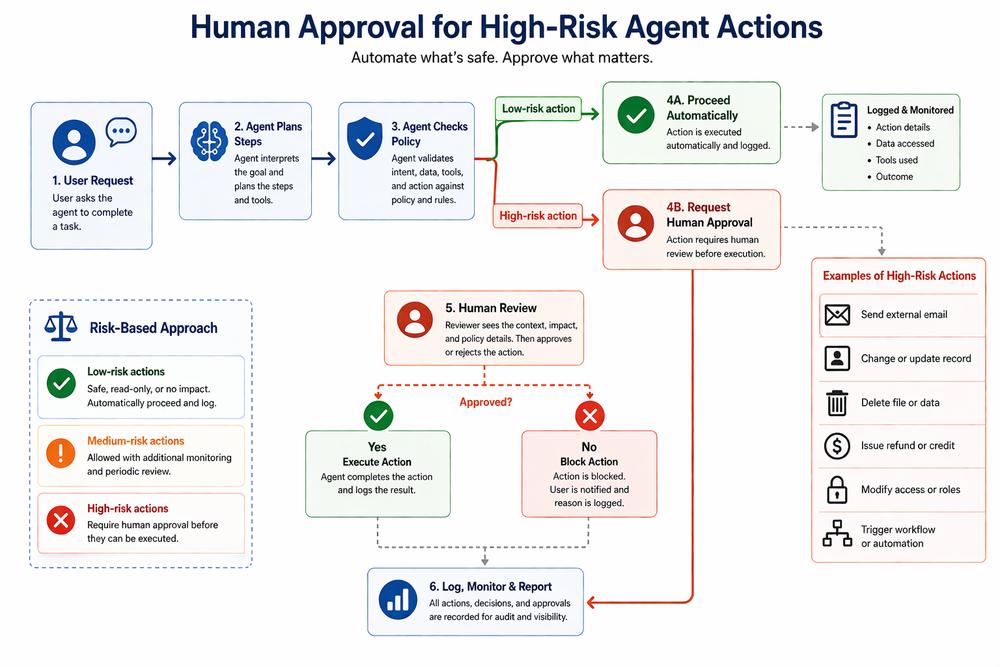 Human Approval for High-Risk Agent Actions
Automate what's safe. Approve what matters.
1. User Request
User asks the
agent to complete
a task.
2. Agent Plans
Steps
Agent interprets
the goal and
plans the steps
and tools.
3. Agent Checks
Policy
Agent validates
intent, data, tools,
and action against
policy and rules.
Low-risk action
High-risk action
4A. Proceed
Automatically
Action is executed
automatically and logged.
4B. Request
Human Approval
Action requires human
review before execution.
Logged & Monitored
• Action details
• Data accessed
• Tools used
• Outcome
Examples of High-Risk Actions
Send external email
Change or update record
Delete file or data
Issue refund or credit
Modify access or roles
Trigger workflow
or automation
Risk-Based Approach
Low-risk actions
Safe, read-only, or no impact.
Automatically proceed and log.
Medium-risk actions
Allowed with additional monitoring
and periodic review.
High-risk actions
Require human approval before
they can be executed.
5. Human Review
Reviewer sees the context, impact,
and policy details. Then approves
or rejects the action.
Approved?
Yes
Execute Action
Agent completes the action
and logs the result.
No
Block Action
Action is blocked.
User is notified and
reason is logged.
6. Log, Monitor & Report
All actions, decisions, and approvals
are recorded for audit and visibility.